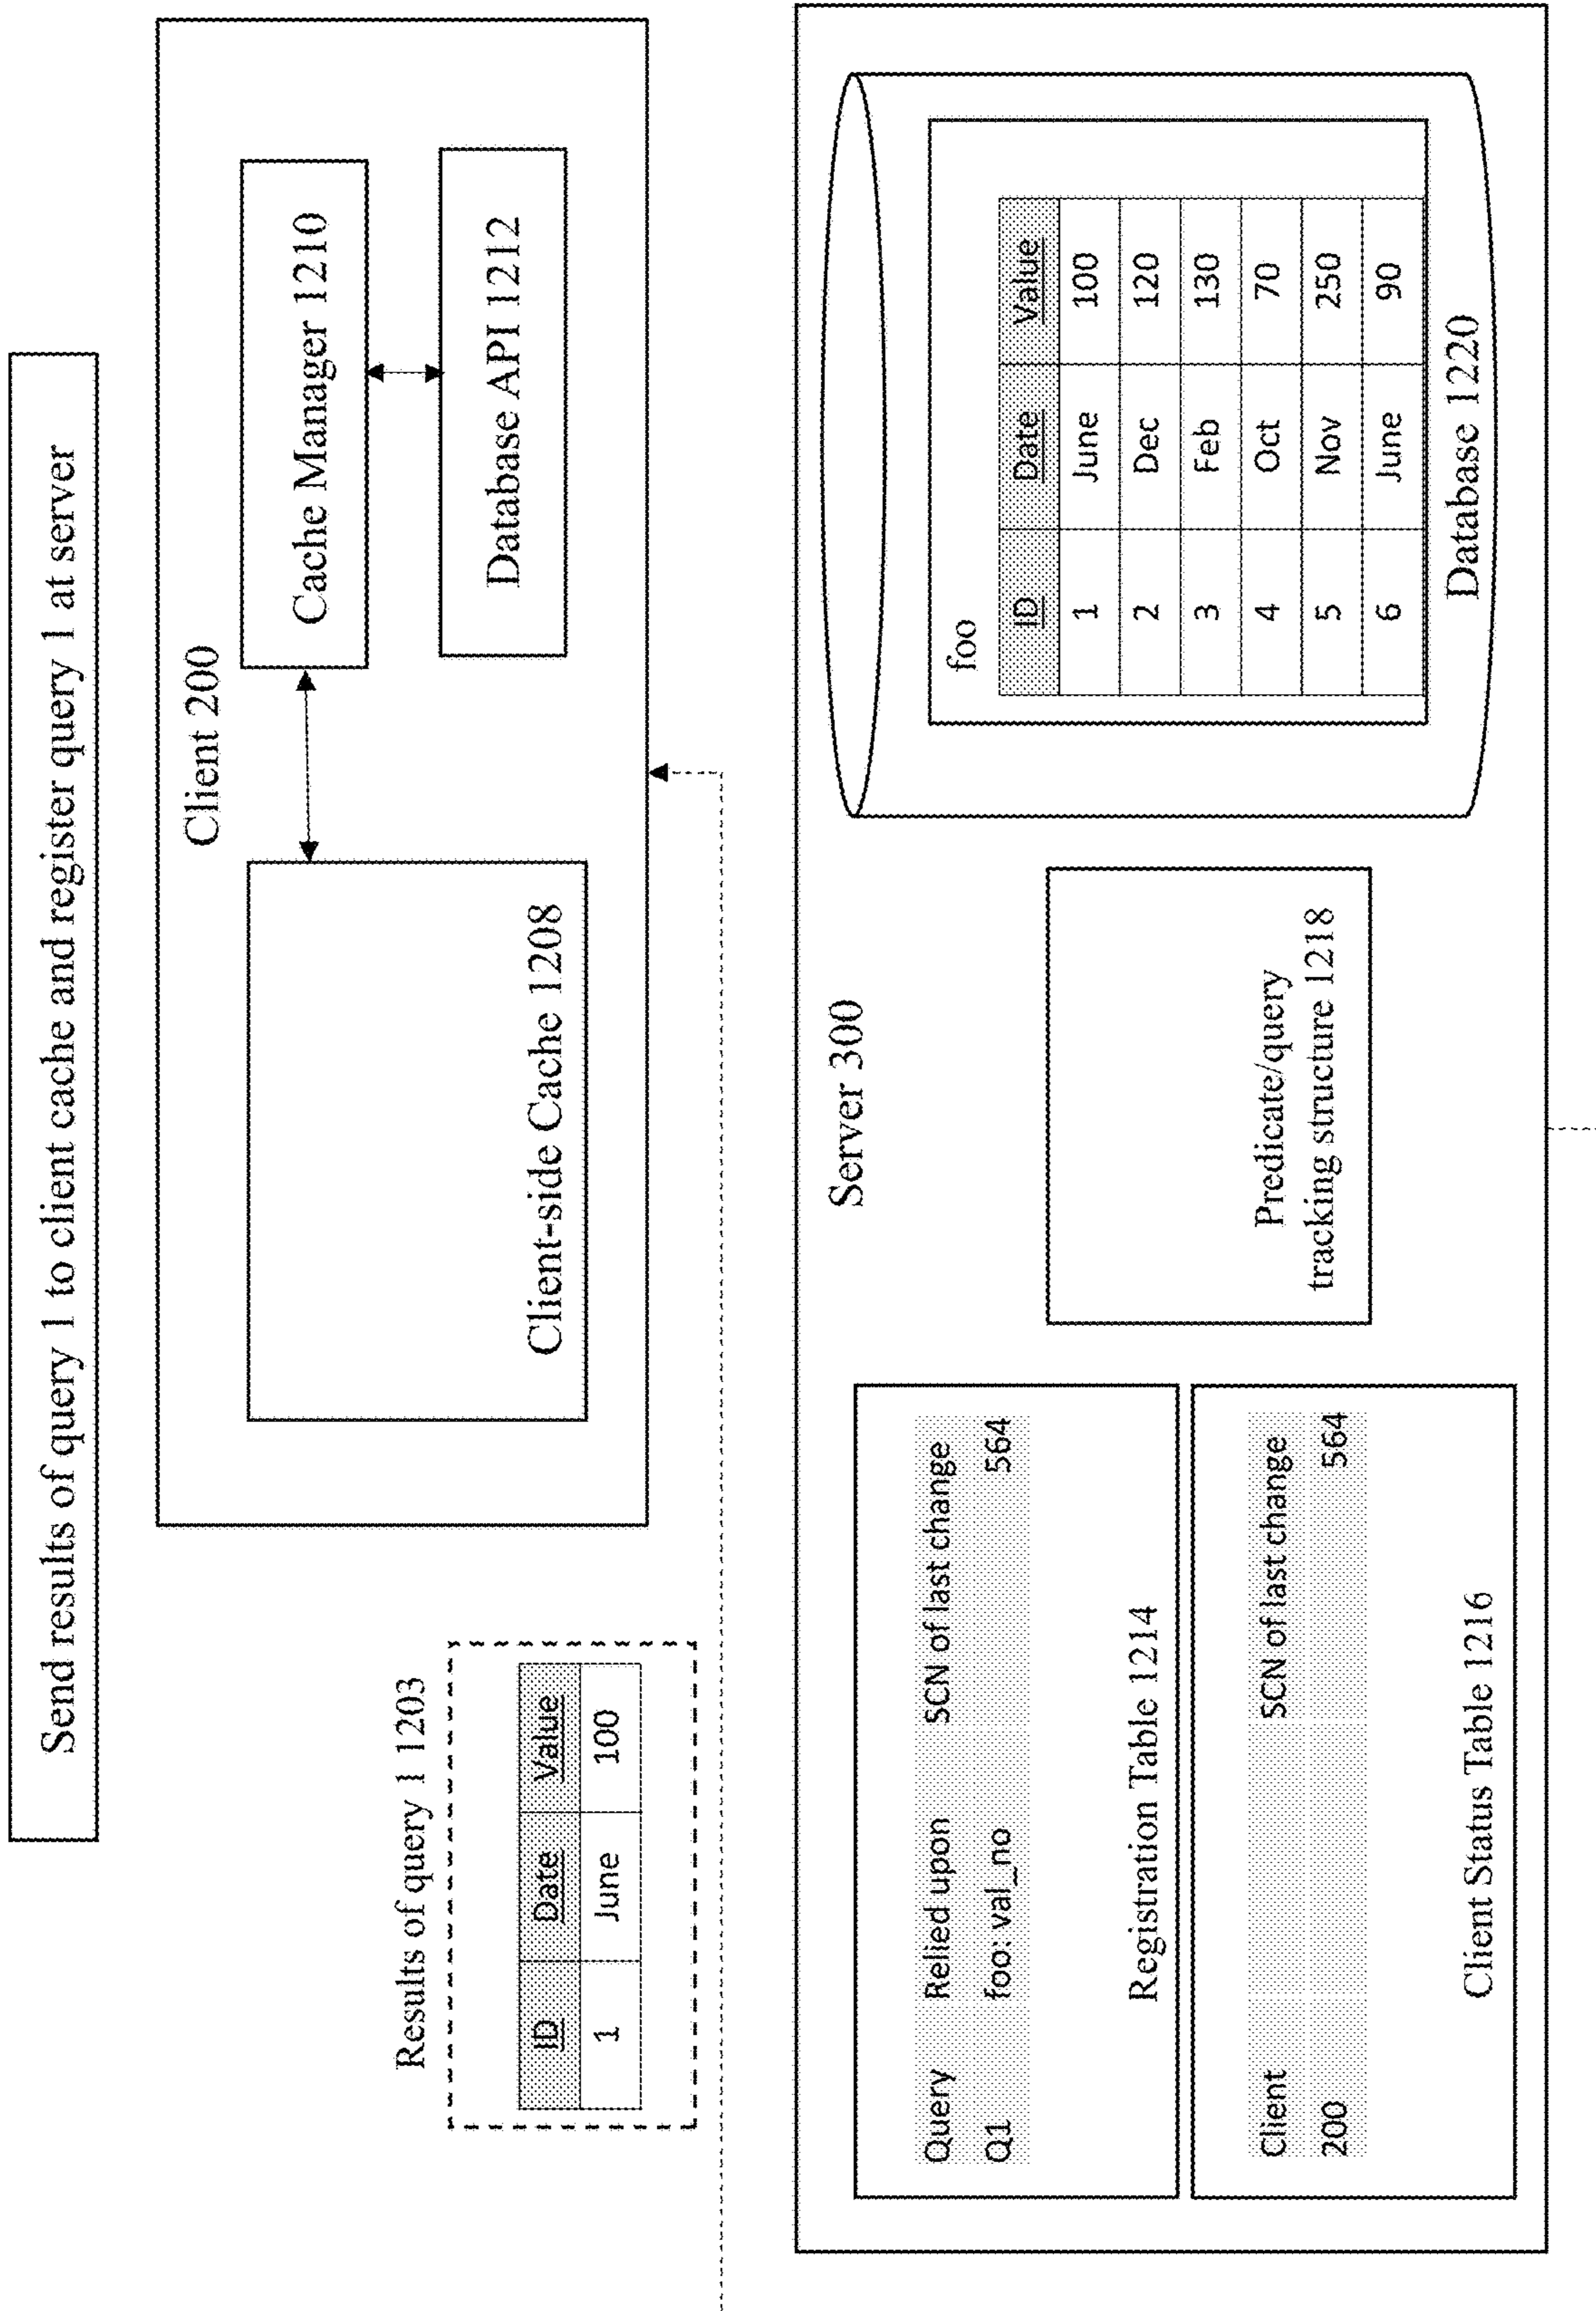 Send results of query 1 to client cache and register query 1 at server
Client 200
Cache Manager 1210
Database API 1212
Client-side Cache 1208
Results of query 1 1203
ID Date Value
1 June 100
Server 300
Query Relied upon SCN of last change
Q1 foo: val_no 564
Registration Table 1214
Client SCN of last change
200 564
Client Status Table 1216
Predicate/query
tracking structure 1218
foo
ID Date Value
1 June 100
2 Dec 120
3 Feb 130
4 Oct 70
5 Nov 250
6 June 90
Database 1220